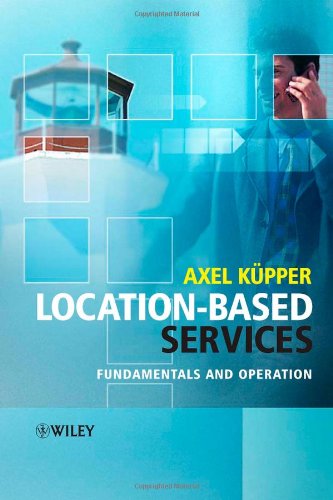 AXEL KÜPPER
LOCATION-BASED
SERVICES
FUNDAMENTALS AND OPERATION
WILEY